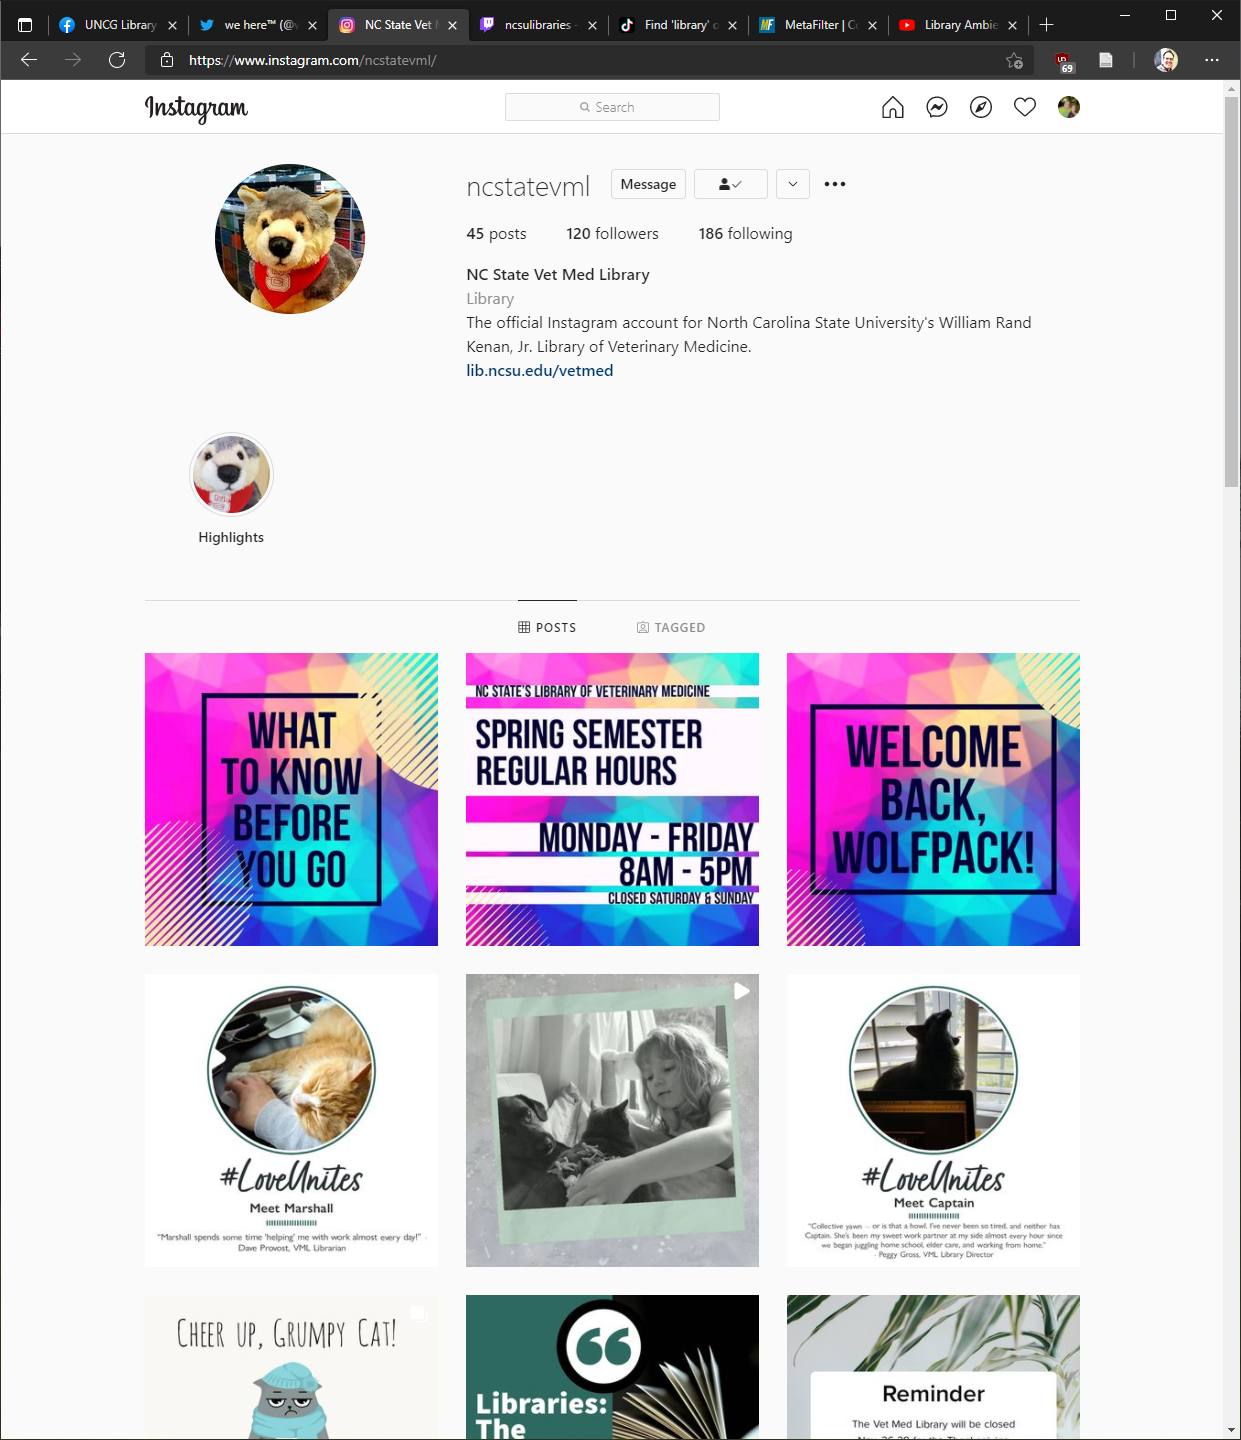 UNCG Library
we here™ (@v
NC State Vet M
ncsulibraries -
Find 'library' o
MetaFilter | Co
Library Ambie
https://www.instagram.com/ncstatevml/
69
Instagram
Search
ncstatevml
Message
45 posts 120 followers 186 following
NC State Vet Med Library
Library
The official Instagram account for North Carolina State University's William Rand
Kenan, Jr. Library of Veterinary Medicine.
lib.ncsu.edu/vetmed
Highlights
POSTS
TAGGED
WHAT
TO KNOW
BEFORE
YOU GO
NC STATE'S LIBRARY OF VETERINARY MEDICINE
SPRING SEMESTER
REGULAR HOURS
MONDAY - FRIDAY
8AM - 5PM
CLOSED SATURDAY & SUNDAY
WELCOME
BACK,
WOLFPACK!
#LoveUnites
Meet Marshall
"Marshall spends some time 'helping' me with work almost every day!" -
Dave Provost, VML Librarian
#LoveUnites
Meet Captain
"Collective yaws — or is that a howl. I've never been so tired, and neither has
Captain. She's been my sweet work partner at my side almost every hour since
we began juggling home school, elder care, and working from home."
- Peggy Gross, VML Library Director
CHEER UP, GRUMPY CAT!
Libraries:
The
Reminder
The Vet Med Library will be closed